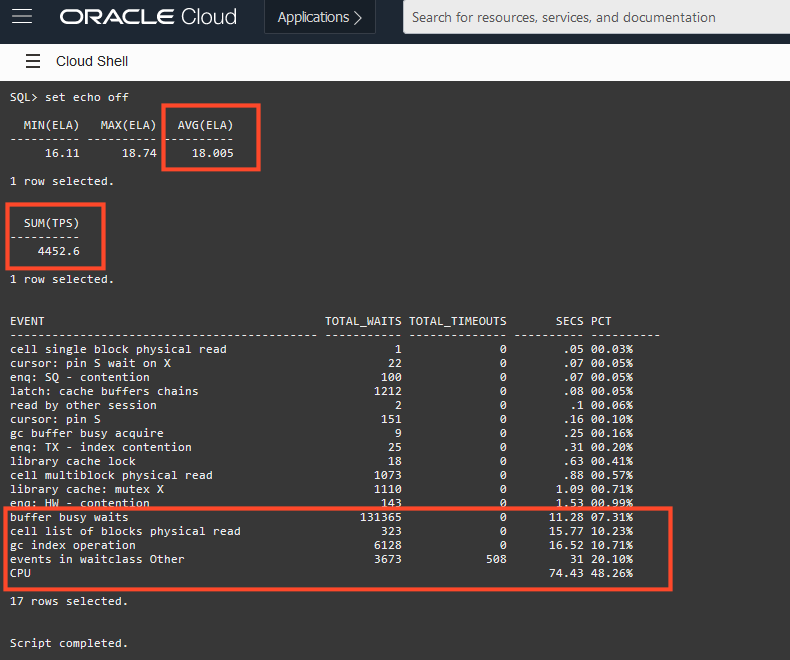 ORACLE Cloud
Applications >
Search for resources, services, and documentation
Cloud Shell
SQL> set echo off
MIN(ELA) MAX(ELA) AVG(ELA)
---------- ---------- ----------
16.11 18.74 18.005
1 row selected.
SUM(TPS)
----------
4452.6
1 row selected.
EVENT TOTAL_WAITS TOTAL_TIMEOUTS SECS PCT
-------------------------------------------- ----------- -------------- ---------- ----------
cell single block physical read 1 0 .05 00.03%
cursor: pin S wait on X 22 0 .07 00.05%
enq: SQ - contention 100 0 .07 00.05%
latch: cache buffers chains 1212 0 .08 00.05%
read by other session 2 0 .1 00.06%
cursor: pin S 151 0 .16 00.10%
gc buffer busy acquire 9 0 .25 00.16%
enq: TX - index contention 25 0 .31 00.20%
library cache lock 18 0 .63 00.41%
cell multiblock physical read 1073 0 .88 00.57%
library cache: mutex X 1110 0 1.09 00.71%
enq: HW - contention 143 0 1.53 00.99%
buffer busy waits 131365 0 11.28 07.31%
cell list of blocks physical read 323 0 15.77 10.23%
gc index operation 6128 0 16.52 10.71%
events in waitclass Other 3673 508 31 20.10%
CPU 74.43 48.26%
17 rows selected.
Script completed.